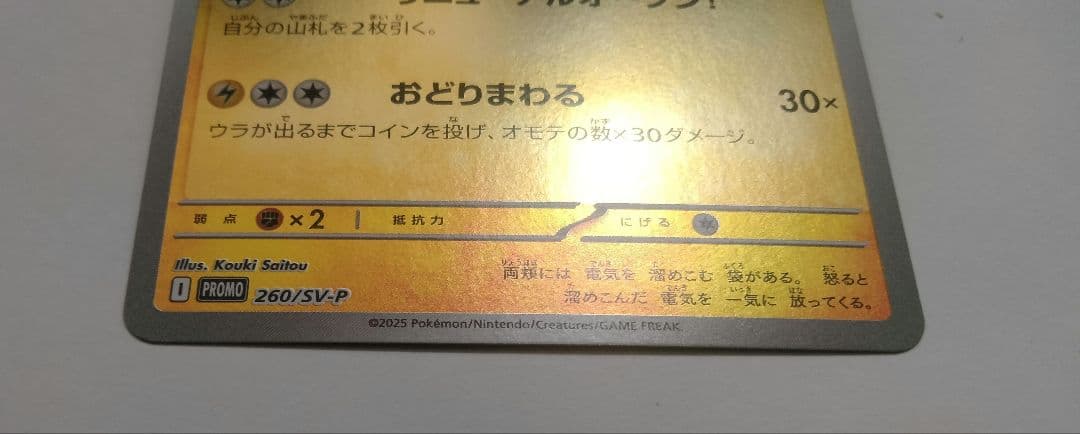 自分の山札を2枚引く。
おどりまわる 30×
ウラが出るまでコインを投げ、オモテの数×30ダメージ。
弱点 ×2 抵抗力 にげる
Illus. Kouki Saitou
I PROMO 260/SV-P
両頬には 電気を 溜めこむ 袋がある。 怒ると
溜めこんだ 電気を 一気に 放ってくる。
©2025 Pokémon/Nintendo/Creatures/GAME FREAK.